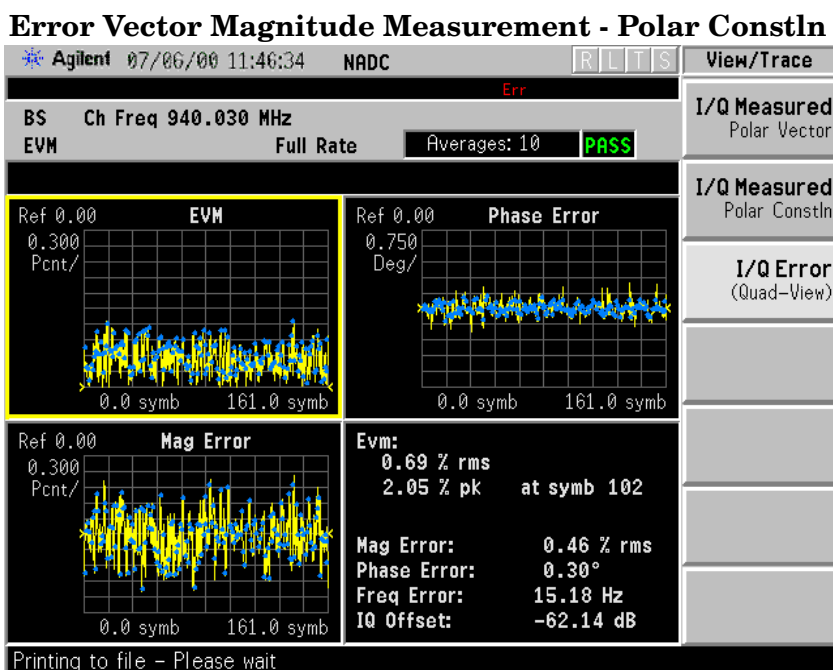 Error Vector Magnitude Measurement - Polar Constln
Agilent 07/06/00 11:46:34 NADC R L T S View/Trace
Err
BS Ch Freq 940.030 MHz
EVM Full Rate Averages: 10 PASS
I/Q Measured
Polar Vector
I/Q Measured
Polar Constln
I/Q Error
(Quad-View)
Ref 0.00 EVM
0.300
Pcnt/
0.0 symb 161.0 symb
Ref 0.00 Phase Error
0.750
Deg/
0.0 symb 161.0 symb
Ref 0.00 Mag Error
0.300
Pcnt/
0.0 symb 161.0 symb
Evm:
0.69 % rms
2.05 % pk at symb 102
Mag Error: 0.46 % rms
Phase Error: 0.30°
Freq Error: 15.18 Hz
IQ Offset: -62.14 dB
Printing to file - Please wait